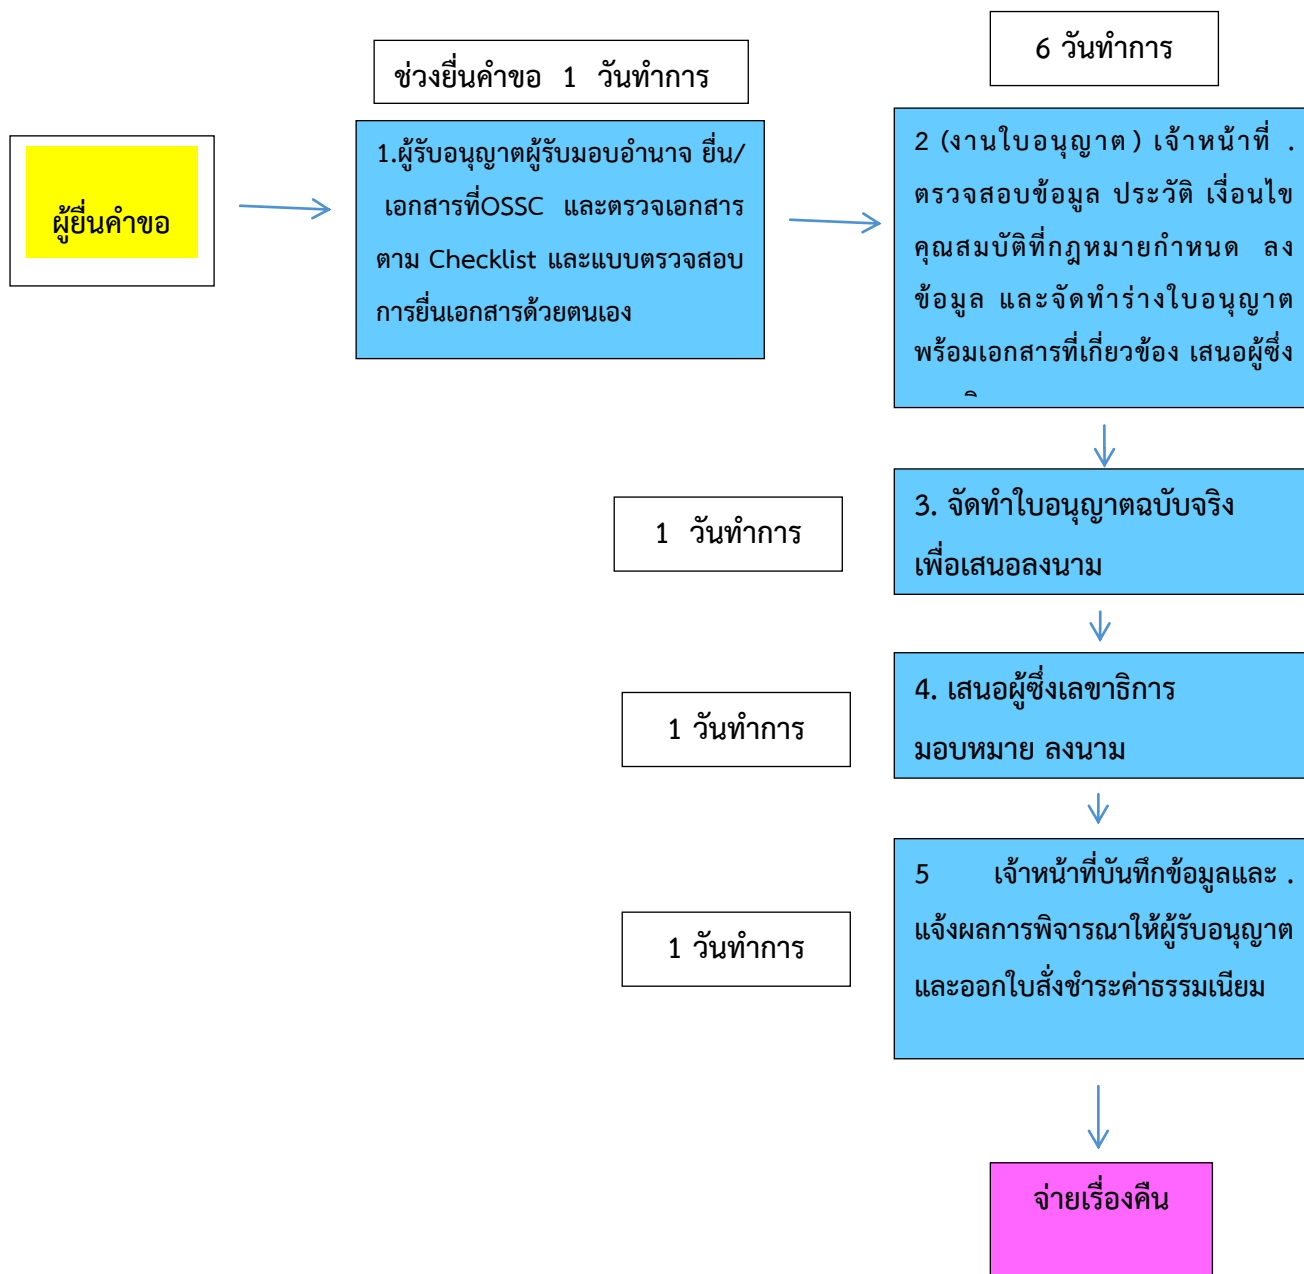 ผู้ยื่นคำขอ
ช่วงยื่นคำขอ 1 วันทำการ
1.ผู้รับอนุญาตผู้รับมอบอำนาจ ยื่น/
เอกสารที่OSSC และตรวจเอกสาร
ตาม Checklist และแบบตรวจสอบ
การยื่นเอกสารด้วยตนเอง
6 วันทำการ
2 (งานใบอนุญาต) เจ้าหน้าที่ .
ตรวจสอบข้อมูล ประวัติ เงื่อนไข
คุณสมบัติที่กฎหมายกำหนด ลง
ข้อมูล และจัดทำร่างใบอนุญาต
พร้อมเอกสารที่เกี่ยวข้อง เสนอผู้ซึ่ง
1 วันทำการ
3. จัดทำใบอนุญาตฉบับจริง
เพื่อเสนอลงนาม
1 วันทำการ
4. เสนอผู้ซึ่งเลขาธิการ
มอบหมาย ลงนาม
1 วันทำการ
5 เจ้าหน้าที่บันทึกข้อมูลและ .
แจ้งผลการพิจารณาให้ผู้รับอนุญาต
และออกใบสั่งชำระค่าธรรมเนียม
จ่ายเรื่องคืน